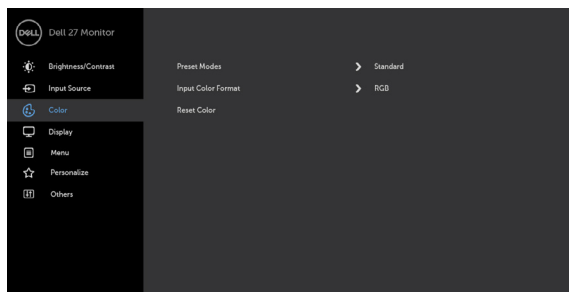 DELL Dell 27 Monitor
Brightness/Contrast Preset Modes Standard
Input Source Input Color Format RGB
Color Reset Color
Display
Menu
Personalize
Others